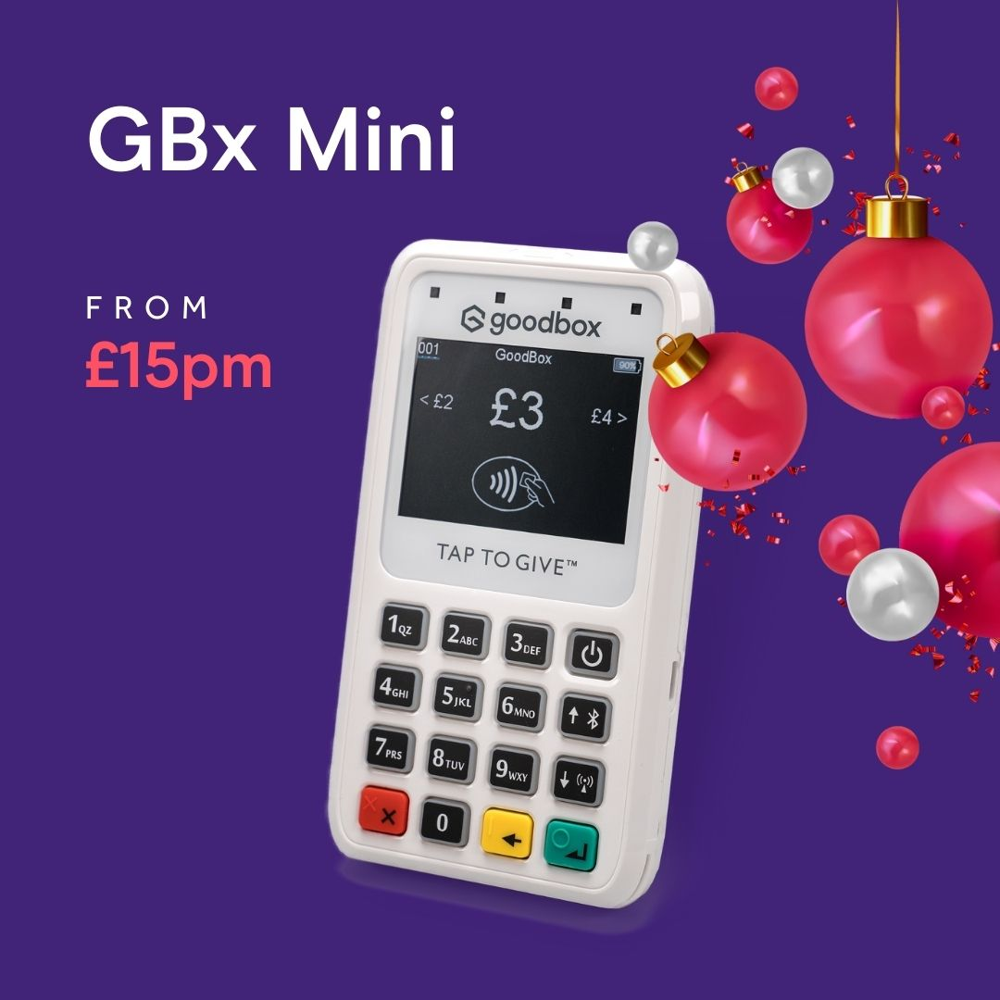 GBx Mini
FROM
£15pm
goodbox
001 GoodBox 90%
< £2 £3 £4 >
TAP TO GIVE™
1QZ 2ABC 3DEF
4GHI 5JKL 6MNO
7PRS 8TUV 9WXY
0